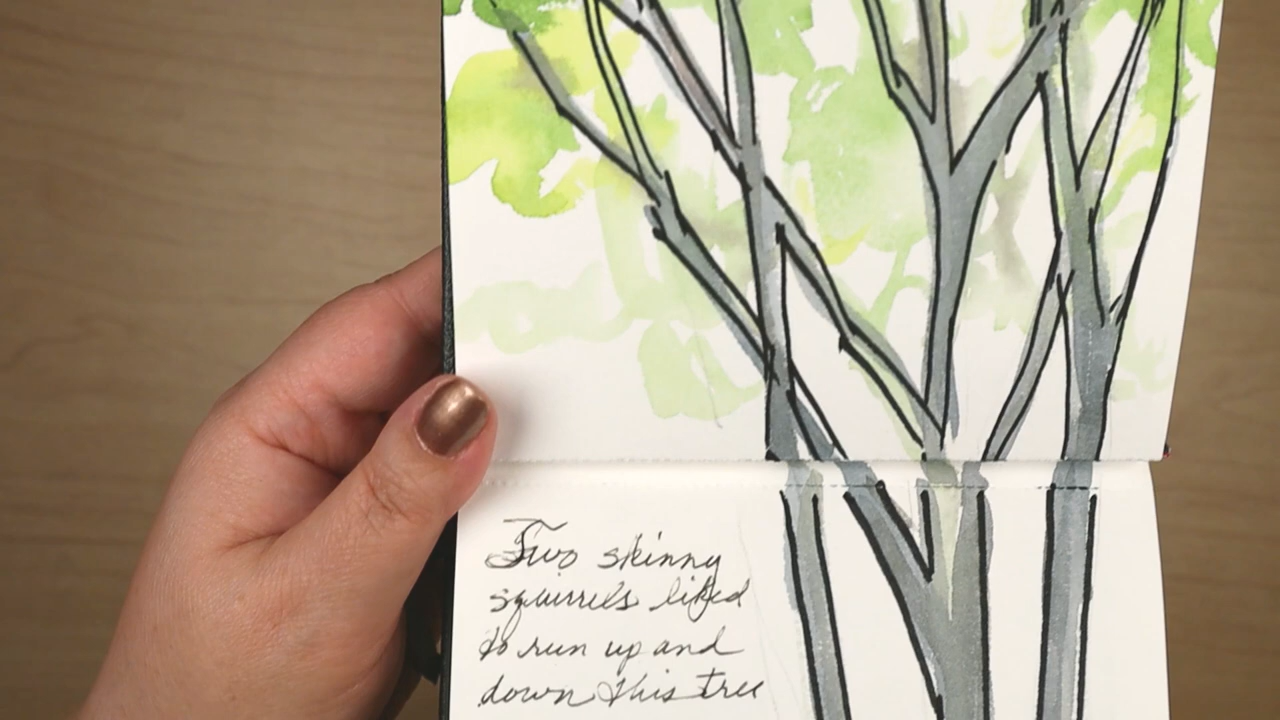 Two skinny
squirrels liked
to run up and
down this tree